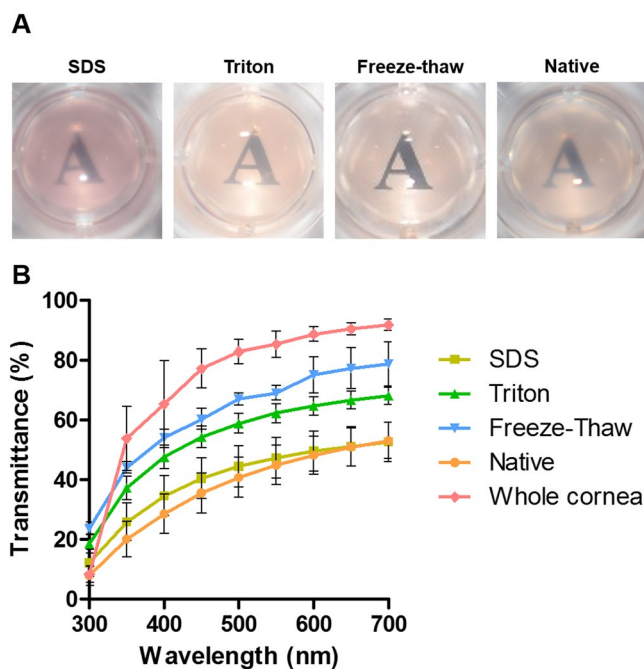 A
SDS Triton Freeze-thaw Native
A A A A
B
Transmittance (%)
100
80
60
40
20
0
300 400 500 600 700
Wavelength (nm)
SDS
Triton
Freeze-Thaw
Native
Whole cornea